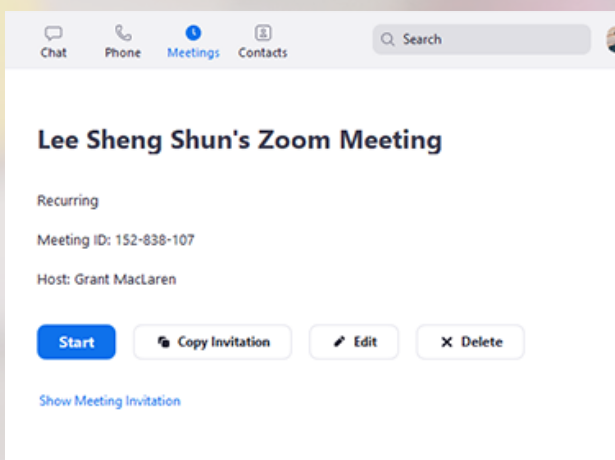 Chat Phone Meetings Contacts Search
Lee Sheng Shun's Zoom Meeting
Recurring
Meeting ID: 152-838-107
Host: Grant MacLaren
Start Copy Invitation Edit Delete
Show Meeting Invitation